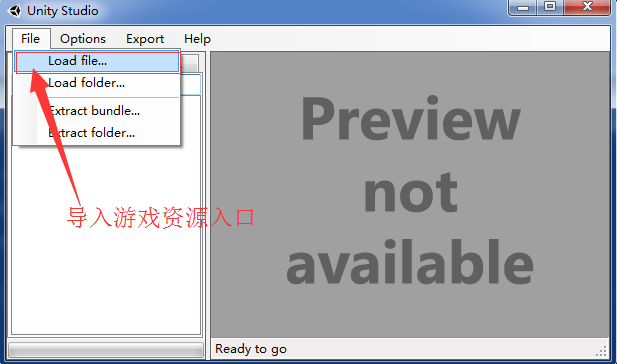 Unity Studio
File Options Export Help
Load file...
Load folder...
Extract bundle...
Extract folder...
导入游戏资源入口
Preview
not
available
Ready to go